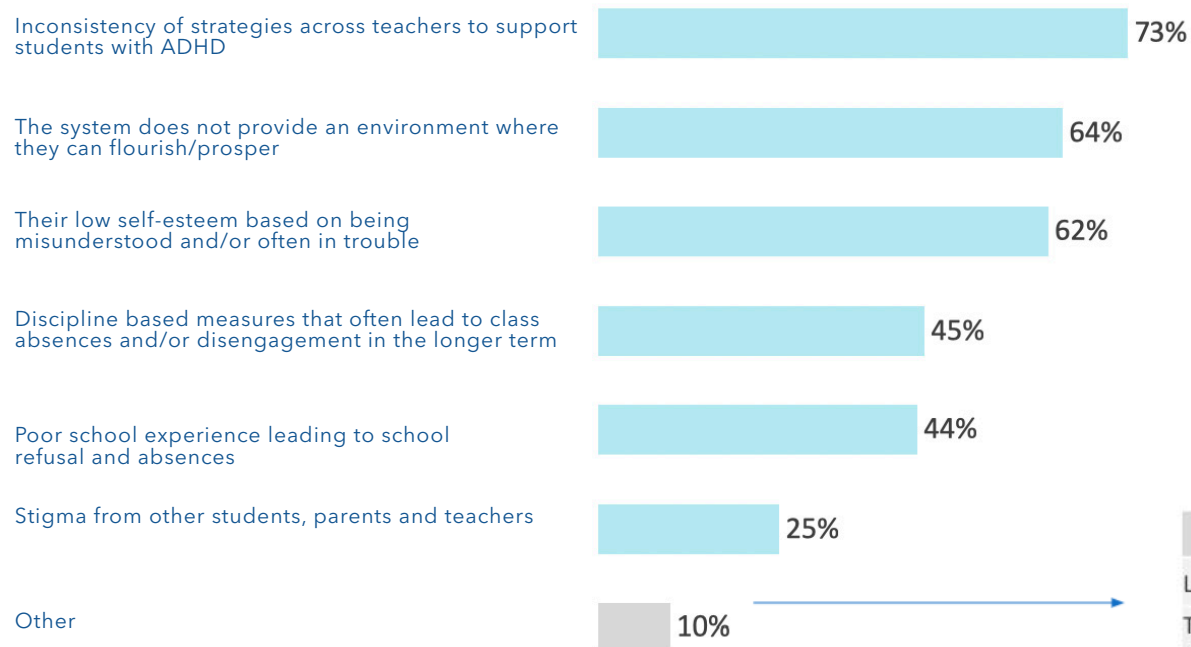 Inconsistency of strategies across teachers to support
students with ADHD
73%
The system does not provide an environment where
they can flourish/prosper
64%
Their low self-esteem based on being
misunderstood and/or often in trouble
62%
Discipline based measures that often lead to class
absences and/or disengagement in the longer term
45%
Poor school experience leading to school
refusal and absences
44%
Stigma from other students, parents and teachers
25%
Other
10%